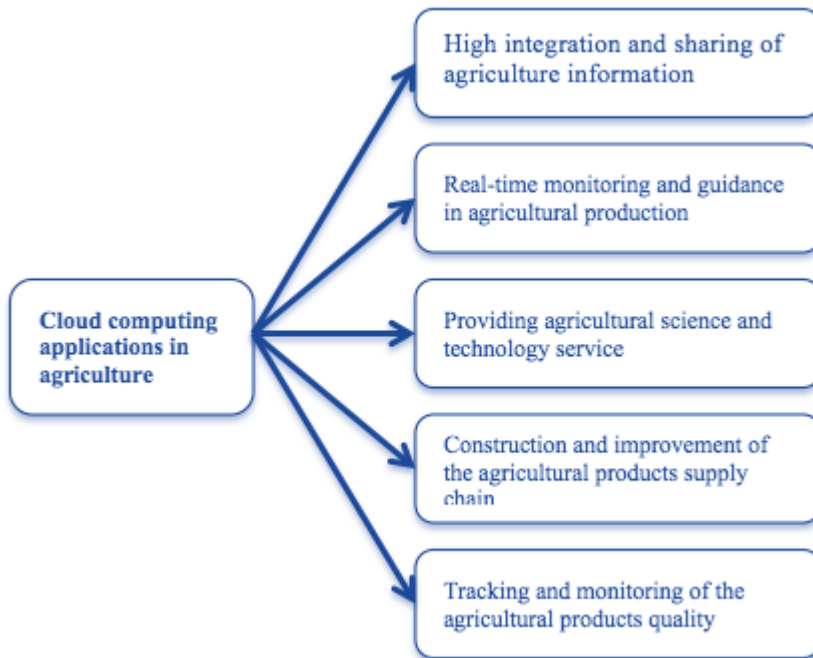 High integration and sharing of
agriculture information
Real-time monitoring and guidance
in agricultural production
Cloud computing
applications in
agriculture
Providing agricultural science and
technology service
Construction and improvement of
the agricultural products supply
chain
Tracking and monitoring of the
agricultural products quality